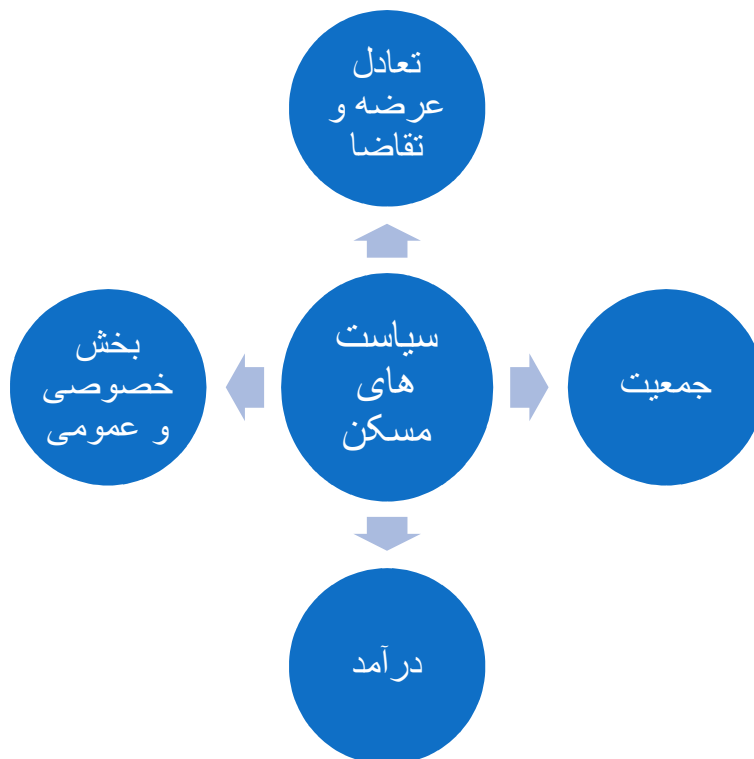 تعادل
عرضه و
تقاضا
سیاست
های
مسکن
جمعیت
بخش
خصوصی
و عمومی
درآمد